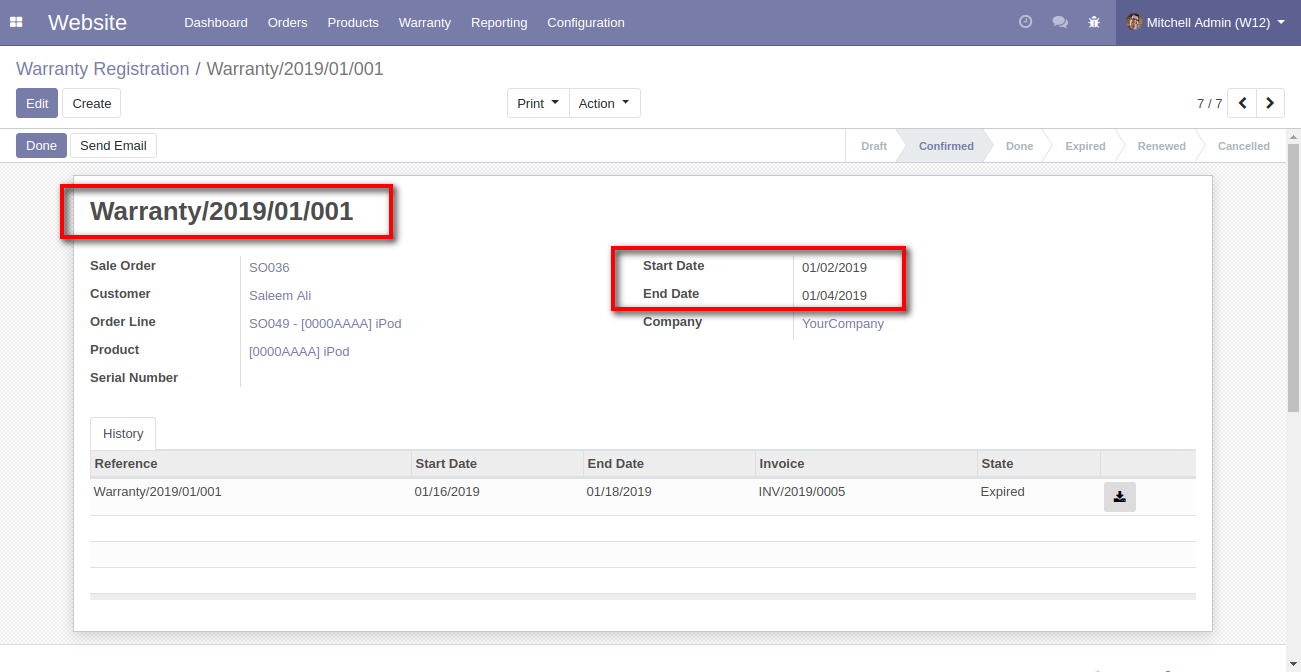 Website Dashboard Orders Products Warranty Reporting Configuration Mitchell Admin (W12)
Warranty Registration / Warranty/2019/01/001
Edit Create Print Action 7 / 7
Done Send Email Draft Confirmed Done Expired Renewed Cancelled
Warranty/2019/01/001
Sale Order SO036 Start Date 01/02/2019
Customer Saleem Ali End Date 01/04/2019
Order Line SO049 - [0000AAAA] iPod Company YourCompany
Product [0000AAAA] iPod
Serial Number
History
Reference Start Date End Date Invoice State
Warranty/2019/01/001 01/16/2019 01/18/2019 INV/2019/0005 Expired